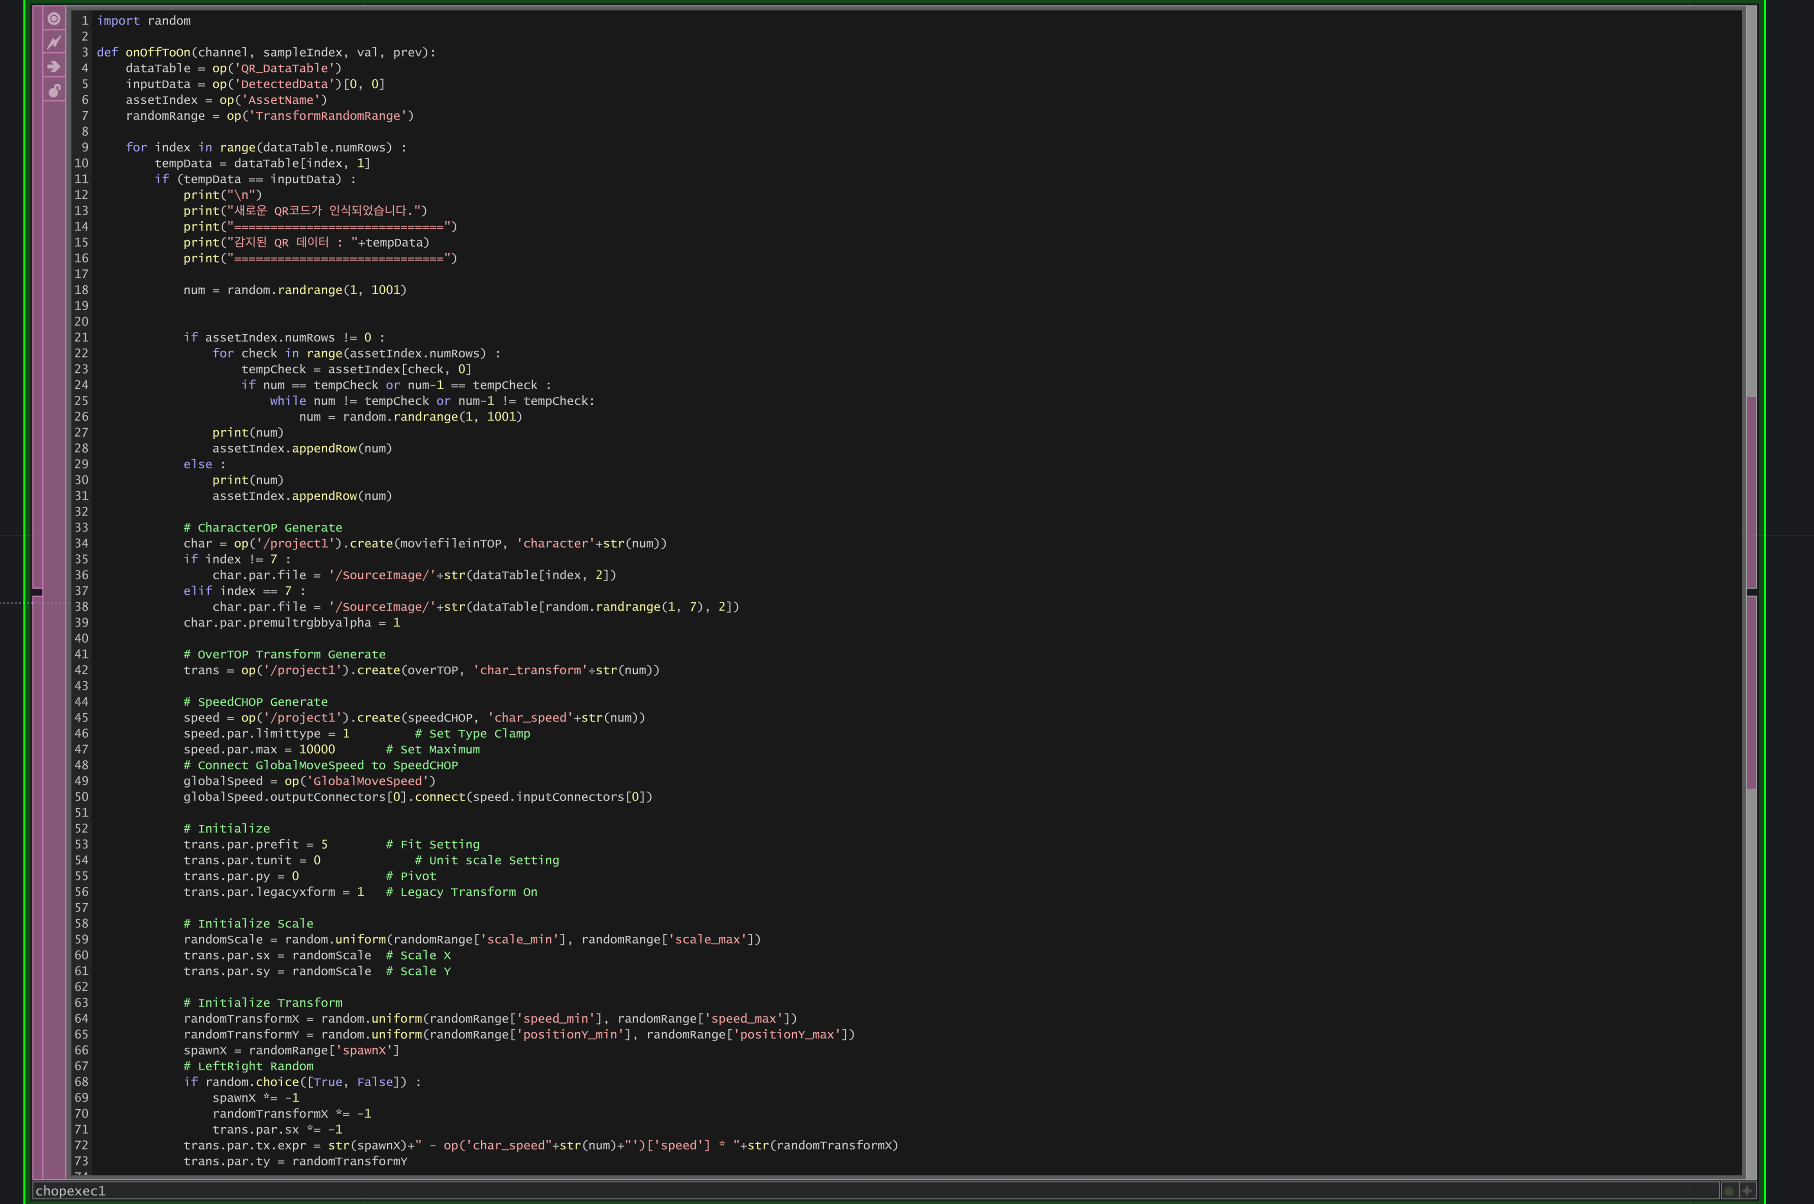 1 import random
2
3 def onOffToOn(channel, sampleIndex, val, prev):
4     dataTable = op('QR_DataTable')
5     inputData = op('DetectedData')[0, 0]
6     assetIndex = op('AssetName')
7     randomRange = op('TransformRandomRange')
8
9     for index in range(dataTable.numRows) :
10         tempData = dataTable[index, 1]
11         if (tempData == inputData) :
12             print("\n")
13             print("새로운 QR코드가 인식되었습니다.")
14             print("=============================")
15             print("감지된 QR 데이터 : "+tempData)
16             print("=============================")
17
18             num = random.randrange(1, 1001)
19
20
21             if assetIndex.numRows != 0 :
22                 for check in range(assetIndex.numRows) :
23                     tempCheck = assetIndex[check, 0]
24                     if num == tempCheck or num-1 == tempCheck :
25                         while num != tempCheck or num-1 != tempCheck:
26                             num = random.randrange(1, 1001)
27                 print(num)
28                 assetIndex.appendRow(num)
29             else :
30                 print(num)
31                 assetIndex.appendRow(num)
32
33             # CharacterOP Generate
34             char = op('/project1').create(moviefileinTOP, 'character'+str(num))
35             if index != 7 :
36                 char.par.file = '/SourceImage/'+str(dataTable[index, 2])
37             elif index == 7 :
38                 char.par.file = '/SourceImage/'+str(dataTable[random.randrange(1, 7), 2])
39             char.par.premultrgbbyalpha = 1
40
41             # OverTOP Transform Generate
42             trans = op('/project1').create(overTOP, 'char_transform'+str(num))
43
44             # SpeedCHOP Generate
45             speed = op('/project1').create(speedCHOP, 'char_speed'+str(num))
46             speed.par.limittype = 1         # Set Type Clamp
47             speed.par.max = 10000       # Set Maximum
48             # Connect GlobalMoveSpeed to SpeedCHOP
49             globalSpeed = op('GlobalMoveSpeed')
50             globalSpeed.outputConnectors[0].connect(speed.inputConnectors[0])
51
52             # Initialize
53             trans.par.prefit = 5        # Fit Setting
54             trans.par.tunit = 0             # Unit scale Setting
55             trans.par.py = 0            # Pivot
56             trans.par.legacyxform = 1   # Legacy Transform On
57
58             # Initialize Scale
59             randomScale = random.uniform(randomRange['scale_min'], randomRange['scale_max'])
60             trans.par.sx = randomScale  # Scale X
61             trans.par.sy = randomScale  # Scale Y
62
63             # Initialize Transform
64             randomTransformX = random.uniform(randomRange['speed_min'], randomRange['speed_max'])
65             randomTransformY = random.uniform(randomRange['positionY_min'], randomRange['positionY_max'])
66             spawnX = randomRange['spawnX']
67             # LeftRight Random
68             if random.choice([True, False]) :
69                 spawnX *= -1
70                 randomTransformX *= -1
71                 trans.par.sx *= -1
72             trans.par.tx.expr = str(spawnX)+" - op('char_speed"+str(num)+"')['speed'] * "+str(randomTransformX)
73             trans.par.ty = randomTransformY
74
chopexec1